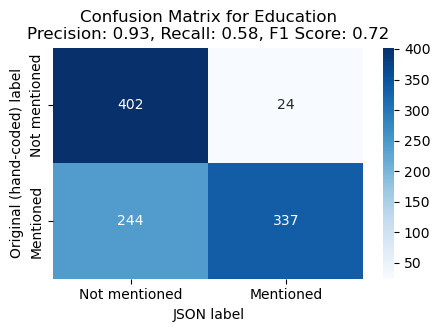 Confusion Matrix for Education
Precision: 0.93, Recall: 0.58, F1 Score: 0.72
Original (hand-coded) label
Not mentioned
Mentioned
402
24
244
337
400
350
300
250
200
150
100
50
Not mentioned
Mentioned
JSON label